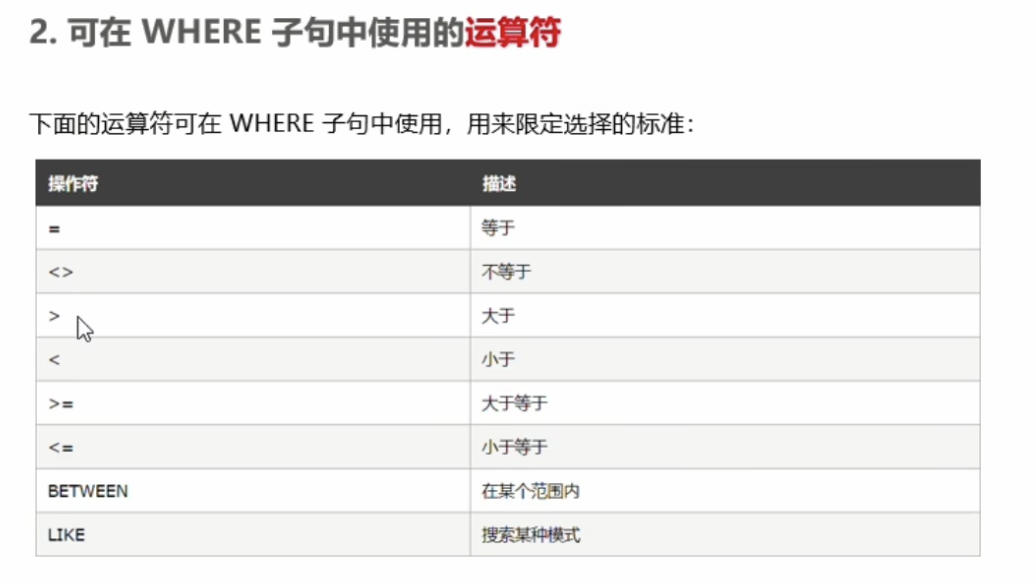 2. 可在 WHERE 子句中使用的运算符
下面的运算符可在 WHERE 子句中使用，用来限定选择的标准：
操作符 描述
= 等于
<> 不等于
> 大于
< 小于
>= 大于等于
<= 小于等于
BETWEEN 在某个范围内
LIKE 搜索某种模式